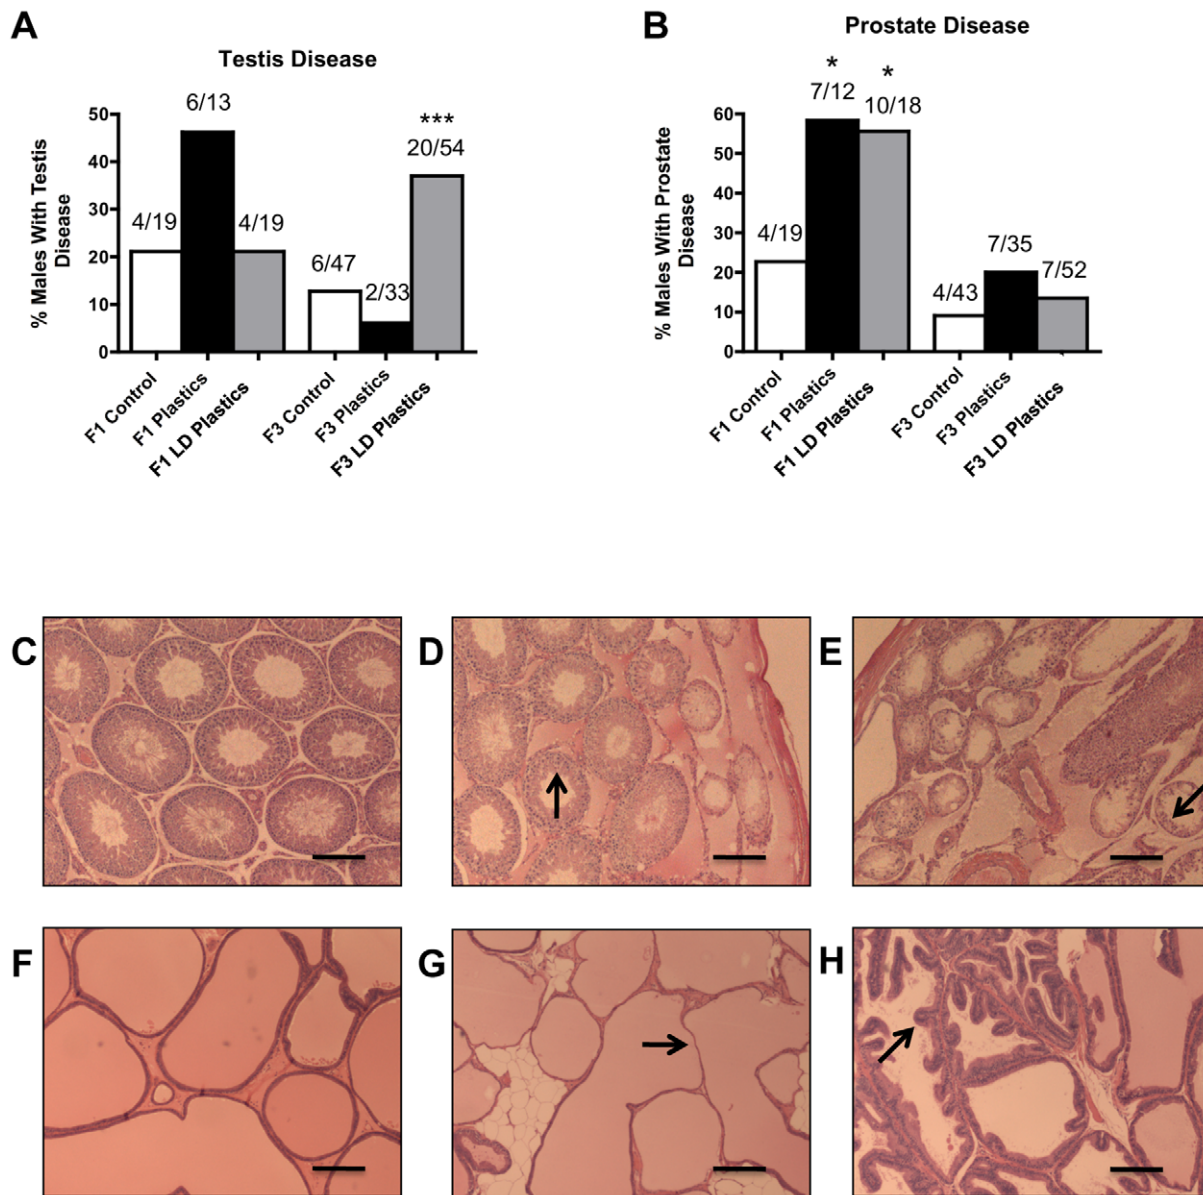 A
Testis Disease
% Males With Testis
Disease
50
40
30
20
10
0
4/19
6/13
4/19
6/47
2/33
***
20/54
F1 Control
F1 Plastics
F1 LD Plastics
F3 Control
F3 Plastics
F3 LD Plastics
B
Prostate Disease
% Males With Prostate
Disease
60
50
40
30
20
10
0
4/19
*
7/12
*
10/18
4/43
7/35
7/52
F1 Control
F1 Plastics
F1 LD Plastics
F3 Control
F3 Plastics
F3 LD Plastics
C
D
E
F
G
H